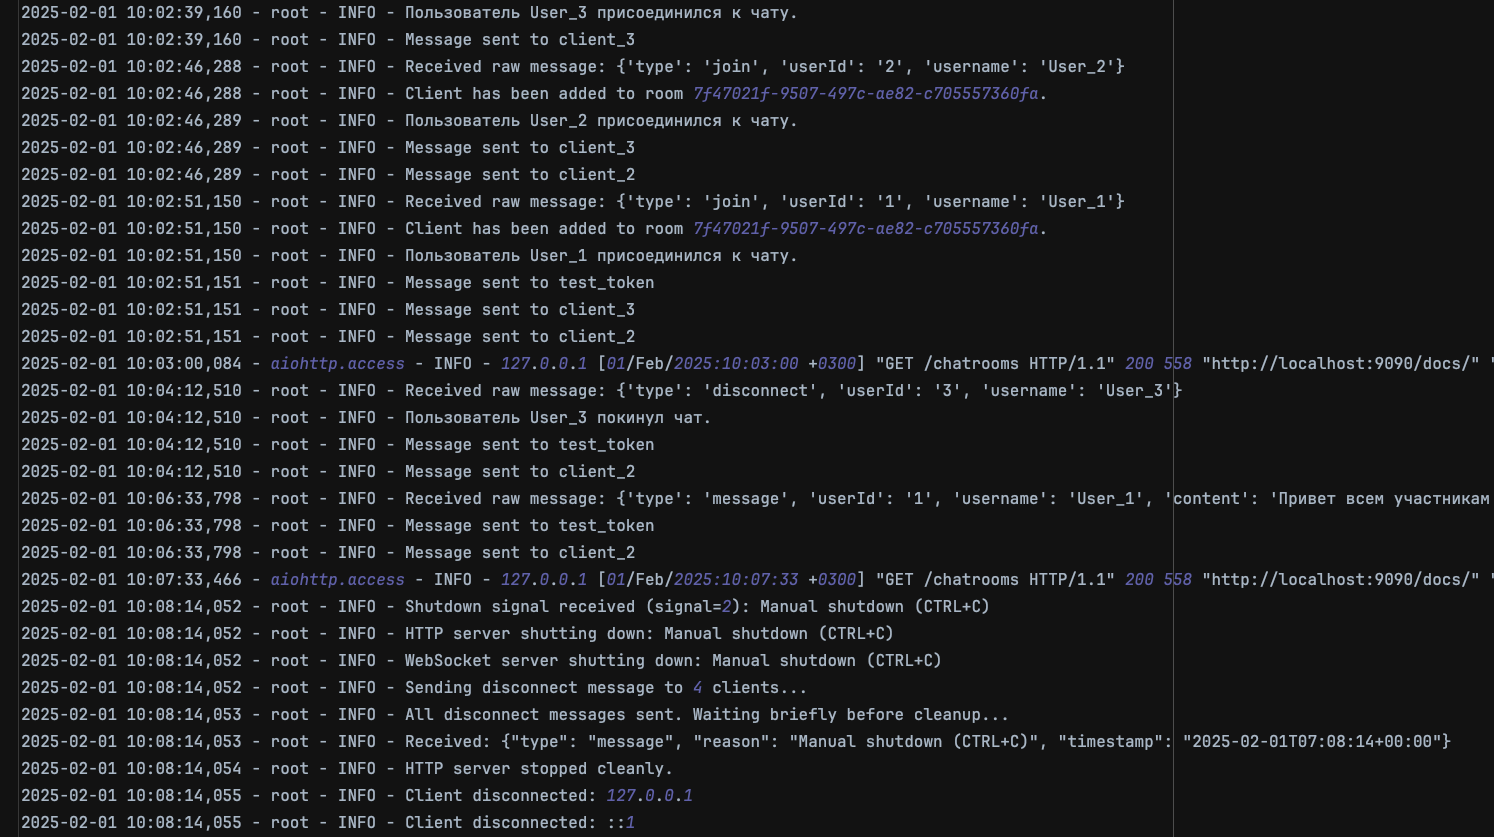 2025-02-01 10:02:39,160 - root - INFO - Пользователь User_3 присоединился к чату.
2025-02-01 10:02:39,160 - root - INFO - Message sent to client_3
2025-02-01 10:02:46,288 - root - INFO - Received raw message: {'type': 'join', 'userId': '2', 'username': 'User_2'}
2025-02-01 10:02:46,288 - root - INFO - Client has been added to room 7f47021f-9507-497c-ae82-c705557360fa.
2025-02-01 10:02:46,289 - root - INFO - Пользователь User_2 присоединился к чату.
2025-02-01 10:02:46,289 - root - INFO - Message sent to client_3
2025-02-01 10:02:46,289 - root - INFO - Message sent to client_2
2025-02-01 10:02:51,150 - root - INFO - Received raw message: {'type': 'join', 'userId': '1', 'username': 'User_1'}
2025-02-01 10:02:51,150 - root - INFO - Client has been added to room 7f47021f-9507-497c-ae82-c705557360fa.
2025-02-01 10:02:51,150 - root - INFO - Пользователь User_1 присоединился к чату.
2025-02-01 10:02:51,151 - root - INFO - Message sent to test_token
2025-02-01 10:02:51,151 - root - INFO - Message sent to client_3
2025-02-01 10:02:51,151 - root - INFO - Message sent to client_2
2025-02-01 10:03:00,084 - aiohttp.access - INFO - 127.0.0.1 [01/Feb/2025:10:03:00 +0300] "GET /chatrooms HTTP/1.1" 200 558 "http://localhost:9090/docs/" "
2025-02-01 10:04:12,510 - root - INFO - Received raw message: {'type': 'disconnect', 'userId': '3', 'username': 'User_3'}
2025-02-01 10:04:12,510 - root - INFO - Пользователь User_3 покинул чат.
2025-02-01 10:04:12,510 - root - INFO - Message sent to test_token
2025-02-01 10:04:12,510 - root - INFO - Message sent to client_2
2025-02-01 10:06:33,798 - root - INFO - Received raw message: {'type': 'message', 'userId': '1', 'username': 'User_1', 'content': 'Привет всем участникам
2025-02-01 10:06:33,798 - root - INFO - Message sent to test_token
2025-02-01 10:06:33,798 - root - INFO - Message sent to client_2
2025-02-01 10:07:33,466 - aiohttp.access - INFO - 127.0.0.1 [01/Feb/2025:10:07:33 +0300] "GET /chatrooms HTTP/1.1" 200 558 "http://localhost:9090/docs/" "
2025-02-01 10:08:14,052 - root - INFO - Shutdown signal received (signal=2): Manual shutdown (CTRL+C)
2025-02-01 10:08:14,052 - root - INFO - HTTP server shutting down: Manual shutdown (CTRL+C)
2025-02-01 10:08:14,052 - root - INFO - WebSocket server shutting down: Manual shutdown (CTRL+C)
2025-02-01 10:08:14,052 - root - INFO - Sending disconnect message to 4 clients...
2025-02-01 10:08:14,053 - root - INFO - All disconnect messages sent. Waiting briefly before cleanup...
2025-02-01 10:08:14,053 - root - INFO - Received: {"type": "message", "reason": "Manual shutdown (CTRL+C)", "timestamp": "2025-02-01T07:08:14+00:00"}
2025-02-01 10:08:14,054 - root - INFO - HTTP server stopped cleanly.
2025-02-01 10:08:14,055 - root - INFO - Client disconnected: 127.0.0.1
2025-02-01 10:08:14,055 - root - INFO - Client disconnected: ::1